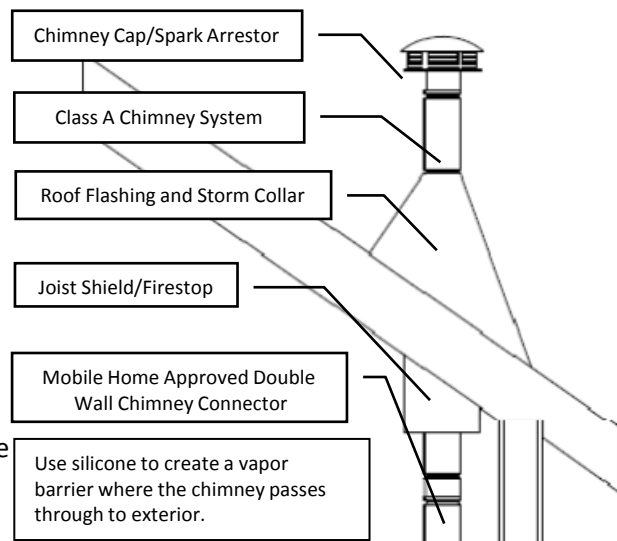 Chimney Cap/Spark Arrestor
Class A Chimney System
Roof Flashing and Storm Collar
Joist Shield/Firestop
Mobile Home Approved Double
Wall Chimney Connector
e
Use silicone to create a vapor
barrier where the chimney passes
through to exterior.